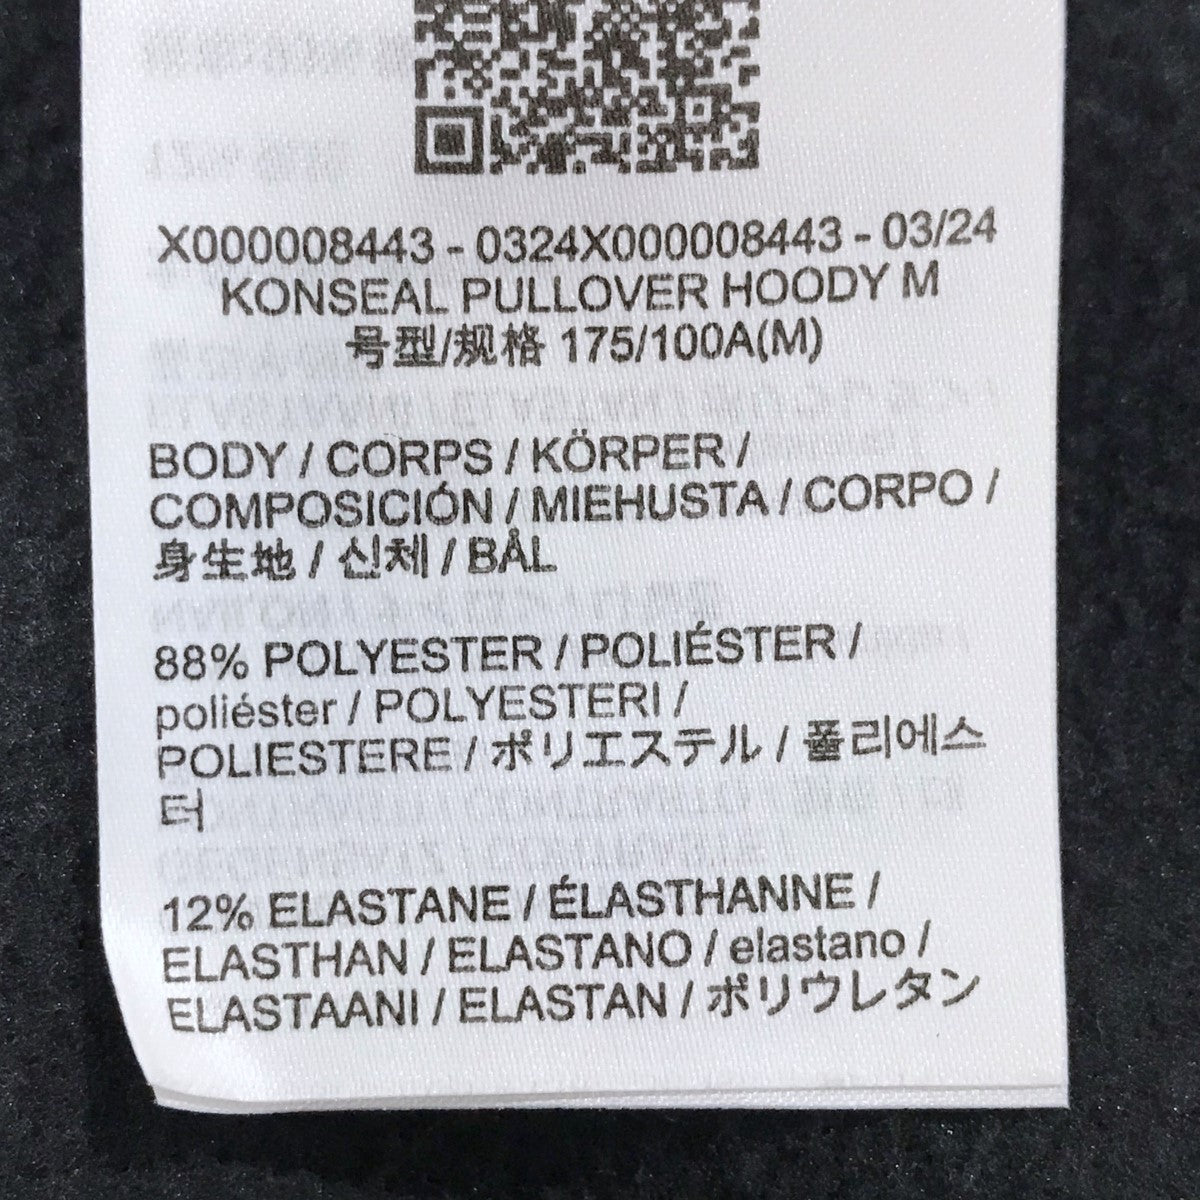 X000008443 - 0324X000008443 - 03/24
KONSEAL PULLOVER HOODY M
号型/规格 175/100A(M)
BODY / CORPS / KÖRPER /
COMPOSICIÓN / MIEHUSTA / CORPO /
身生地 / 신체 / BÅL
88% POLYESTER / POLIÉSTER /
poliéster / POLYESTERI /
POLIESTERE / ポリエステル / 폴리에스
터
12% ELASTANE / ÉLASTHANNE /
ELASTHAN / ELASTANO / elastano /
ELASTAANI / ELASTAN / ポリウレタン